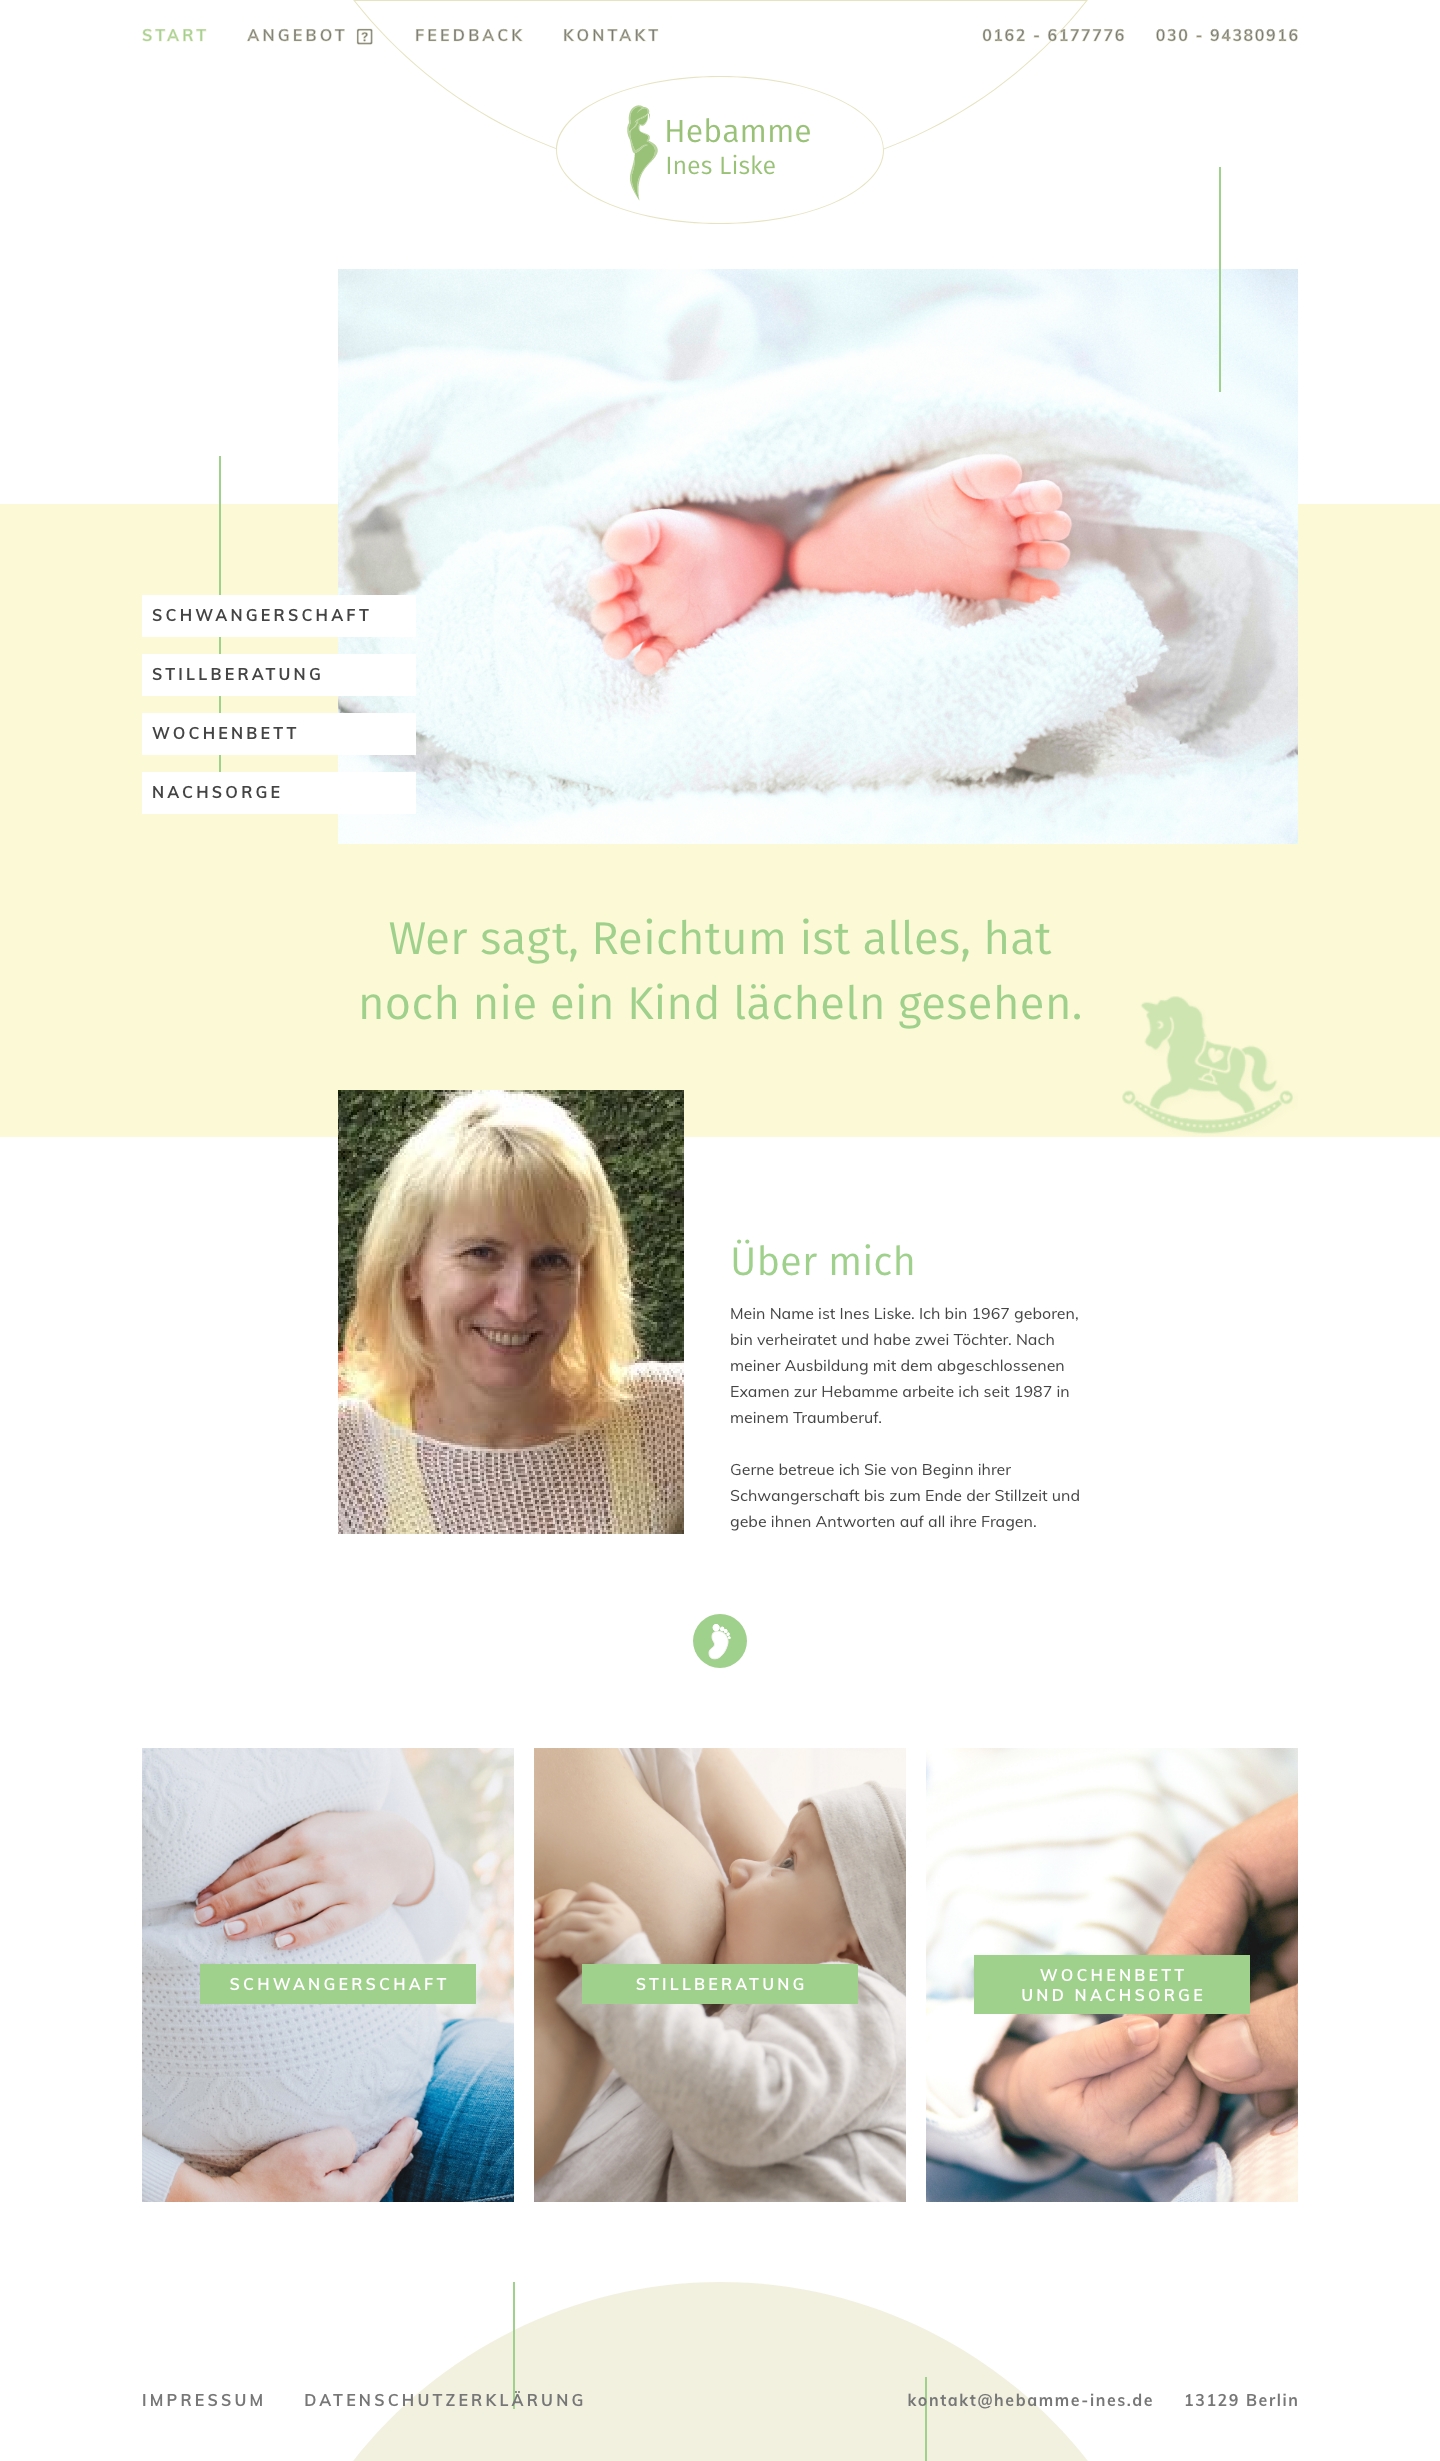 START ANGEBOT FEEDBACK KONTAKT 0162 - 6177776 030 - 94380916
Hebamme
Ines Liske
SCHWANGERSCHAFT
STILLBERATUNG
WOCHENBETT
NACHSORGE
Wer sagt, Reichtum ist alles, hat
noch nie ein Kind lächeln gesehen.
Über mich
Mein Name ist Ines Liske. Ich bin 1967 geboren,
bin verheiratet und habe zwei Töchter. Nach
meiner Ausbildung mit dem abgeschlossenen
Examen zur Hebamme arbeite ich seit 1987 in
meinem Traumberuf.
Gerne betreue ich Sie von Beginn ihrer
Schwangerschaft bis zum Ende der Stillzeit und
gebe ihnen Antworten auf all ihre Fragen.
SCHWANGERSCHAFT
STILLBERATUNG
WOCHENBETT
UND NACHSORGE
IMPRESSUM DATENSCHUTZERKLÄRUNG kontakt@hebamme-ines.de 13129 Berlin